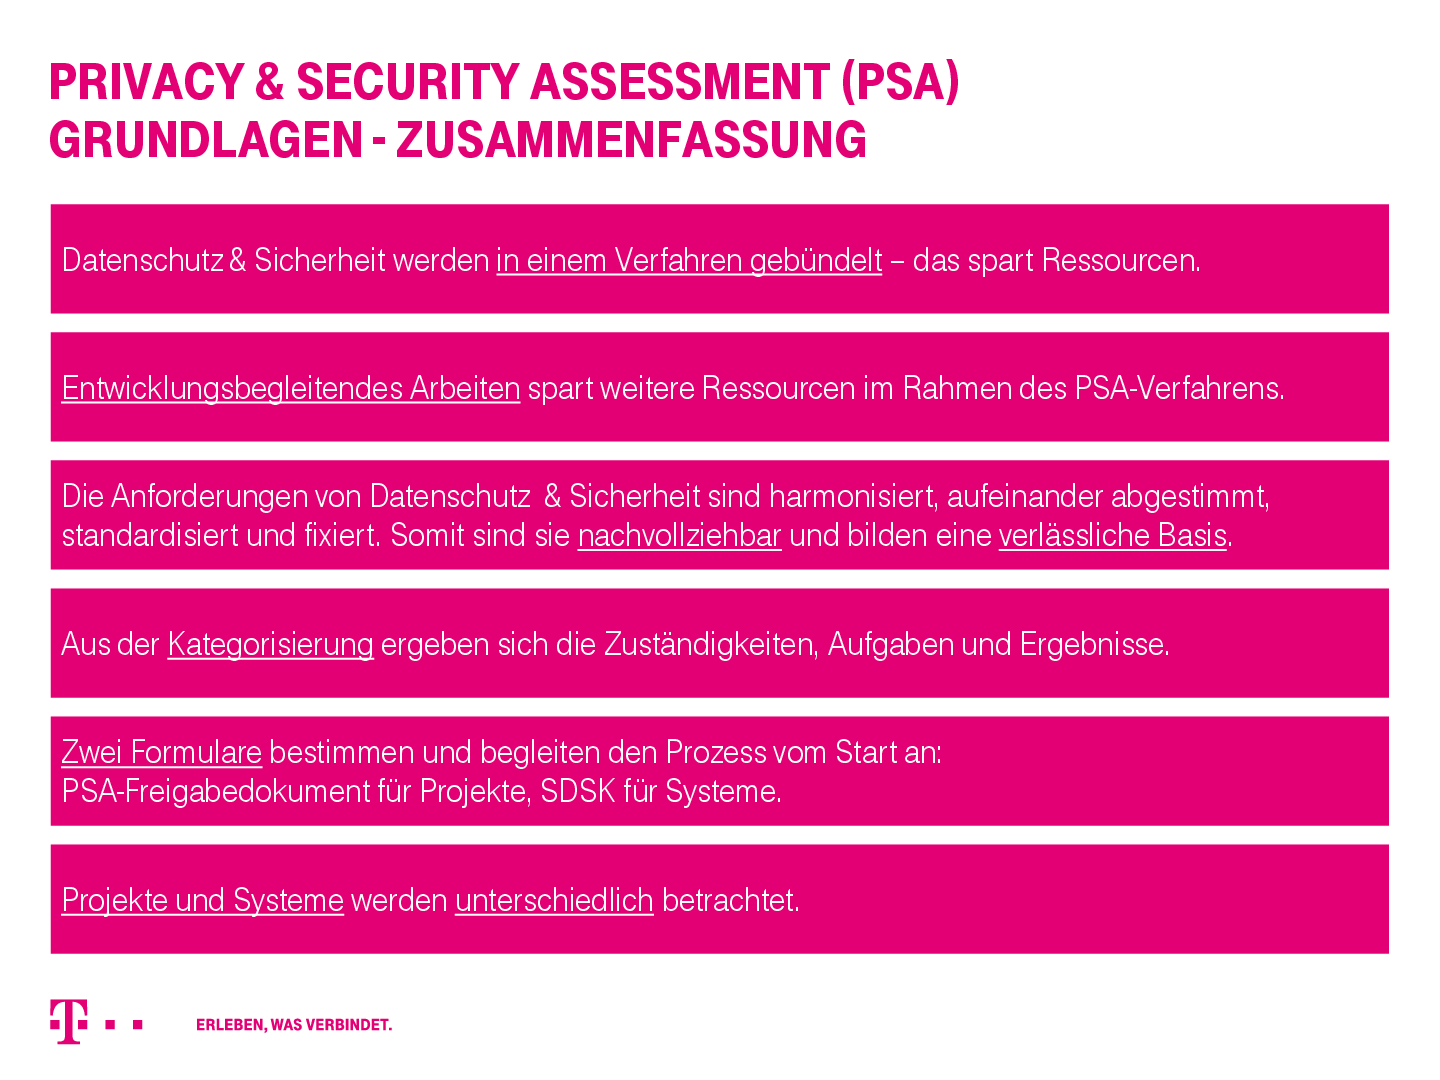 PRIVACY & SECURITY ASSESSMENT (PSA)
GRUNDLAGEN - ZUSAMMENFASSUNG
Datenschutz & Sicherheit werden in einem Verfahren gebündelt – das spart Ressourcen.
Entwicklungsbegleitendes Arbeiten spart weitere Ressourcen im Rahmen des PSA-Verfahrens.
Die Anforderungen von Datenschutz & Sicherheit sind harmonisiert, aufeinander abgestimmt,
standardisiert und fixiert. Somit sind sie nachvollziehbar und bilden eine verlässliche Basis.
Aus der Kategorisierung ergeben sich die Zuständigkeiten, Aufgaben und Ergebnisse.
Zwei Formulare bestimmen und begleiten den Prozess vom Start an:
PSA-Freigabedokument für Projekte, SDSK für Systeme.
Projekte und Systeme werden unterschiedlich betrachtet.
T
ERLEBEN, WAS VERBINDET.